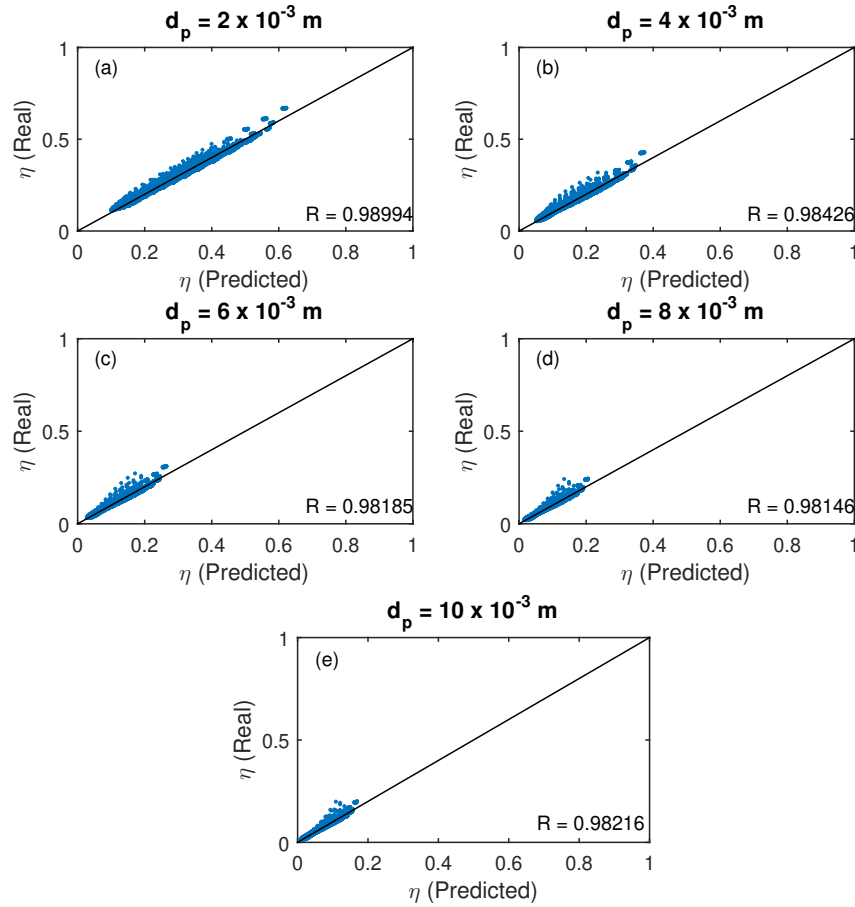 d_p = 2 x 10^-3 m
(a)
R = 0.98994
η (Real)
0
0.5
1
0 0.2 0.4 0.6 0.8 1
η (Predicted)
d_p = 4 x 10^-3 m
(b)
R = 0.98426
η (Real)
0
0.5
1
0 0.2 0.4 0.6 0.8 1
η (Predicted)
d_p = 6 x 10^-3 m
(c)
R = 0.98185
η (Real)
0
0.5
1
0 0.2 0.4 0.6 0.8 1
η (Predicted)
d_p = 8 x 10^-3 m
(d)
R = 0.98146
η (Real)
0
0.5
1
0 0.2 0.4 0.6 0.8 1
η (Predicted)
d_p = 10 x 10^-3 m
(e)
R = 0.98216
η (Real)
0
0.5
1
0 0.2 0.4 0.6 0.8 1
η (Predicted)